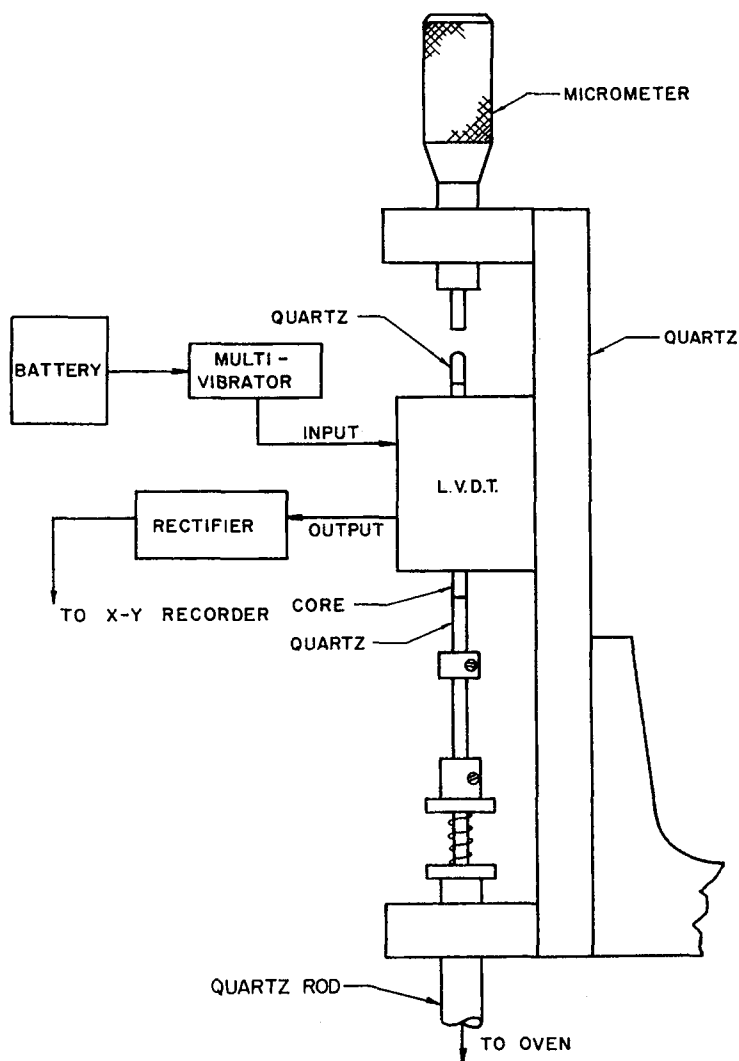 MICROMETER
QUARTZ
QUARTZ
BATTERY
MULTI-
VIBRATOR
INPUT
L.V.D.T.
RECTIFIER
OUTPUT
TO X-Y RECORDER
CORE
QUARTZ
QUARTZ ROD
TO OVEN